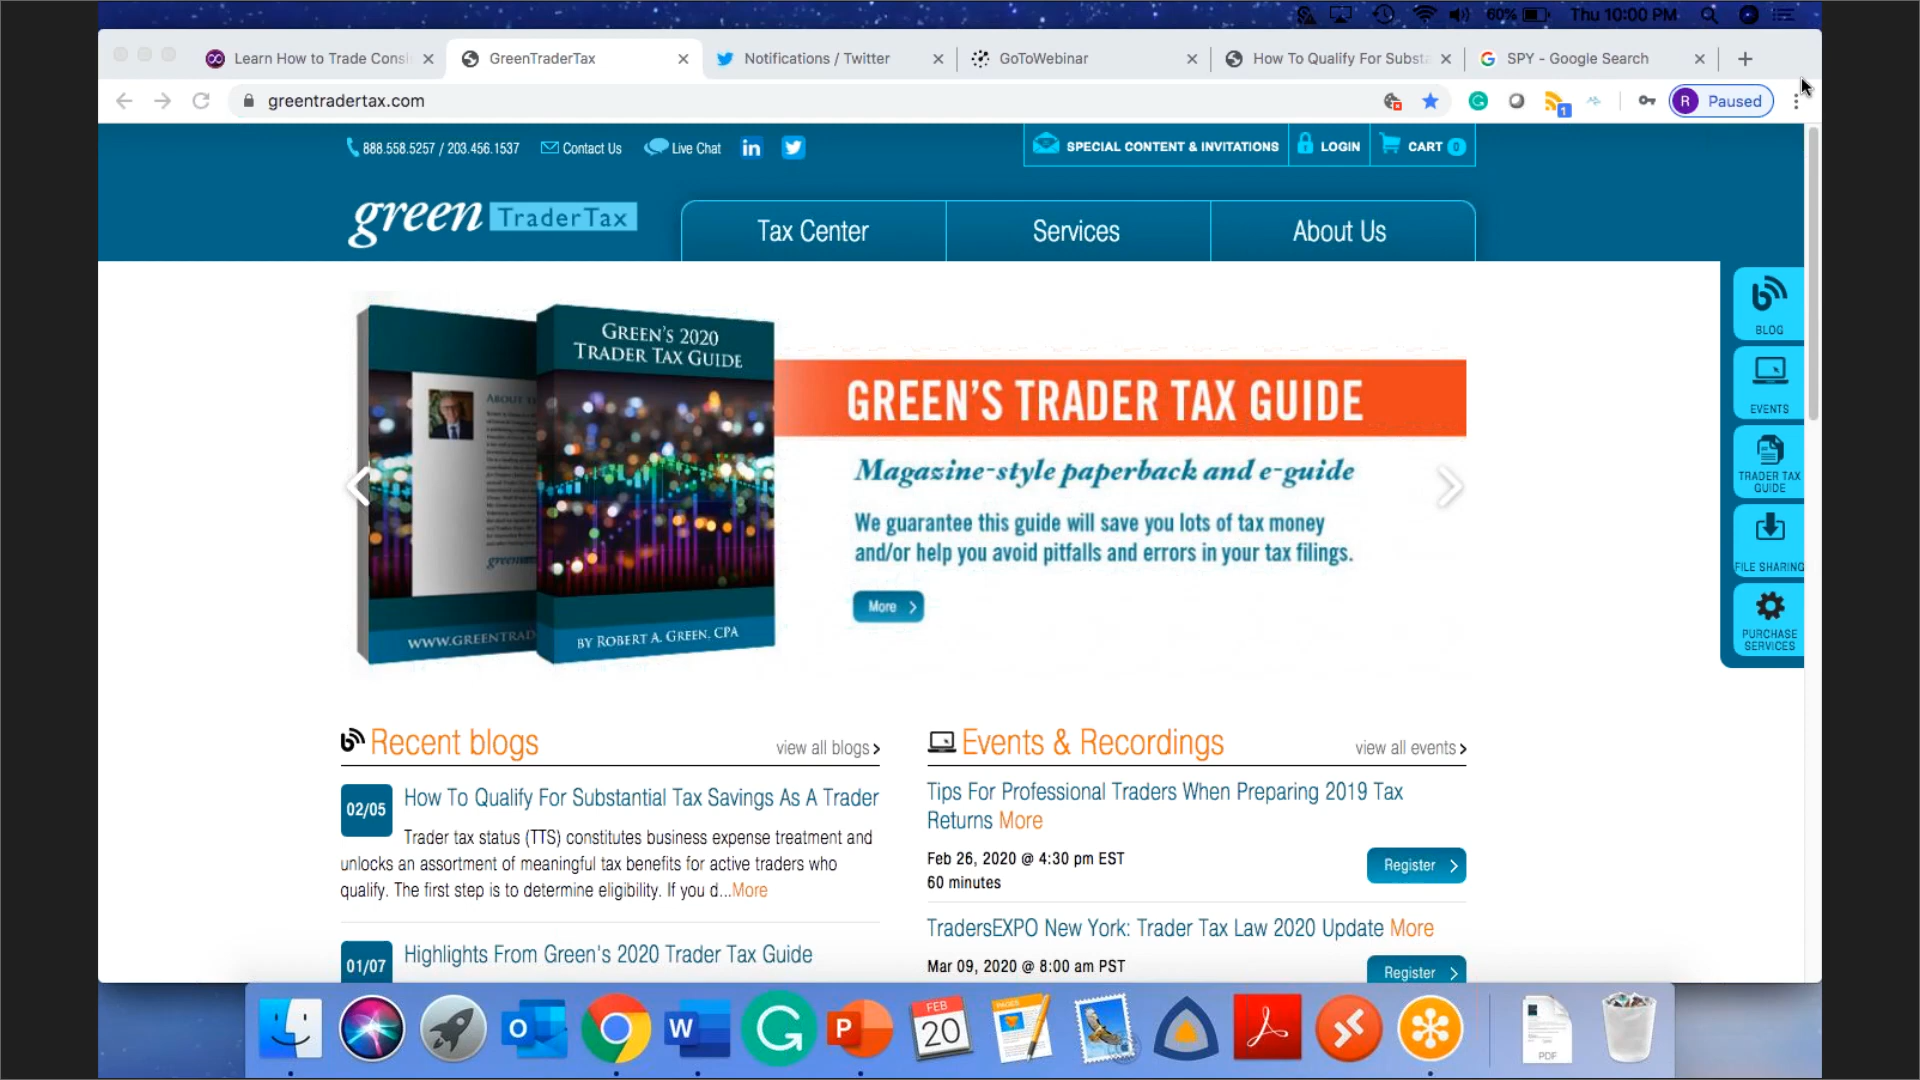 60% Thu 10:00 PM
Learn How to Trade Consi
GreenTraderTax
Notifications / Twitter
GoToWebinar
How To Qualify For Subst
SPY - Google Search
greentradertax.com
1
R Paused
888.558.5257 / 203.456.1537
Contact Us
Live Chat
in
SPECIAL CONTENT & INVITATIONS
LOGIN
CART 0
green TraderTax
Tax Center
Services
About Us
BLOG
EVENTS
TRADER TAX
GUIDE
FILE SHARING
PURCHASE
SERVICES
GREEN'S 2020
TRADER TAX GUIDE
WWW.GREENTRAD
BY ROBERT A. GREEN, CPA
GREEN'S TRADER TAX GUIDE
Magazine-style paperback and e-guide
We guarantee this guide will save you lots of tax money
and/or help you avoid pitfalls and errors in your tax filings.
More
Recent blogs
view all blogs
02/05
How To Qualify For Substantial Tax Savings As A Trader
Trader tax status (TTS) constitutes business expense treatment and
unlocks an assortment of meaningful tax benefits for active traders who
qualify. The first step is to determine eligibility. If you d...More
01/07
Highlights From Green's 2020 Trader Tax Guide
Events & Recordings
view all events
Tips For Professional Traders When Preparing 2019 Tax
Returns More
Feb 26, 2020 @ 4:30 pm EST
60 minutes
Register
TradersEXPO New York: Trader Tax Law 2020 Update More
Mar 09, 2020 @ 8:00 am PST
Register
O
W
G
P
FEB
20
PAGES
PDF